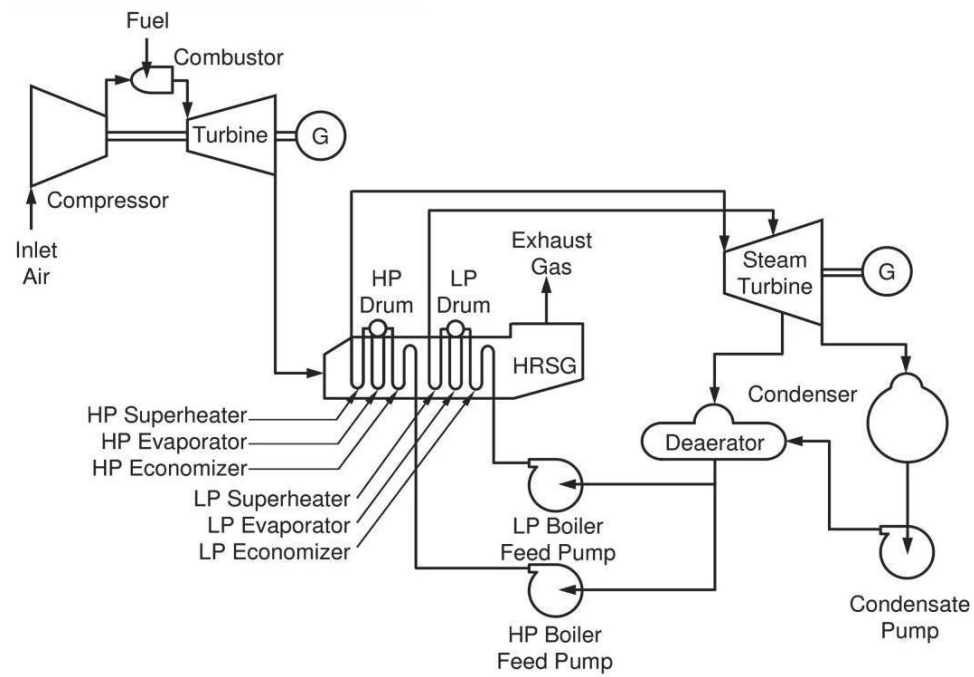 Fuel
Combustor
Turbine
G
Compressor
Inlet
Air
Exhaust
Gas
HP
Drum
LP
Drum
Steam
Turbine
G
HRSG
Condenser
Deaerator
HP Superheater
HP Evaporator
HP Economizer
LP Superheater
LP Evaporator
LP Economizer
LP Boiler
Feed Pump
HP Boiler
Feed Pump
Condensate
Pump